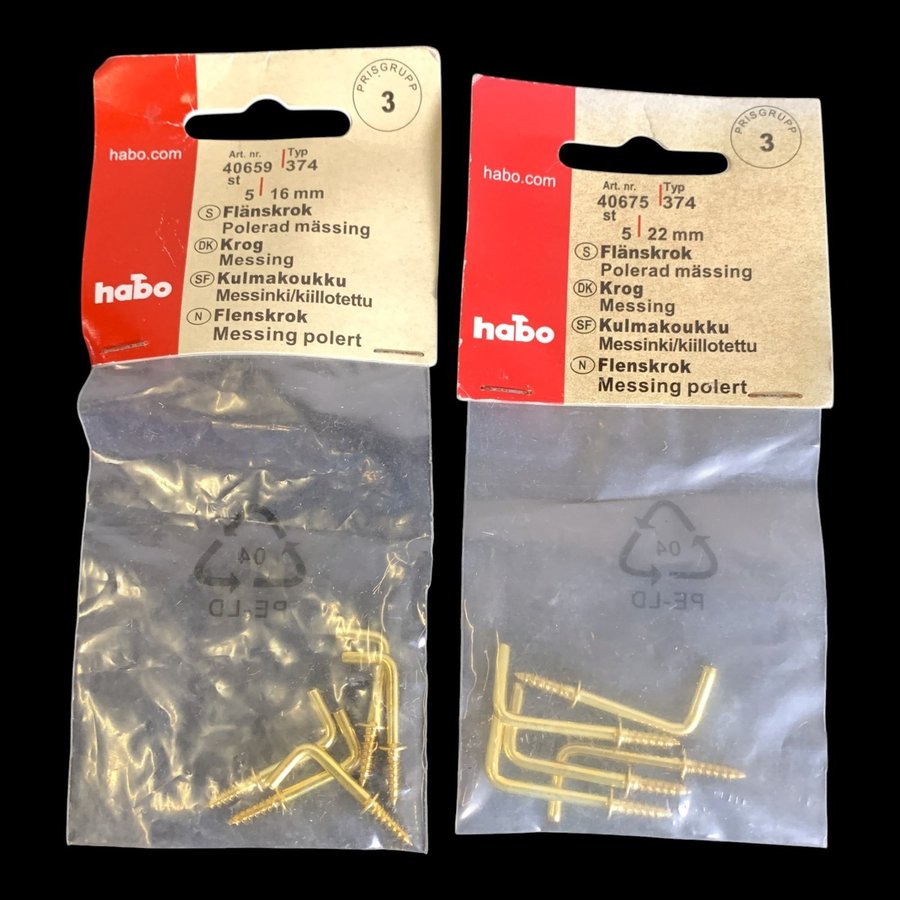 PRISGRUPP
3
habo.com
Art. nr. Typ
40659 374
st
5 16 mm
S Flänskrok
Polerad mässing
DK Krog
Messing
SF Kulmakoukku
Messinki/kiillotettu
N Flenskrok
Messing polert
habo
04
PE-LD
PRISGRUPP
3
habo.com
Art. nr. Typ
40675 374
st
5 22 mm
S Flänskrok
Polerad mässing
DK Krog
Messing
SF Kulmakoukku
Messinki/kiillotettu
N Flenskrok
Messing polert
habo
04
PE-LD